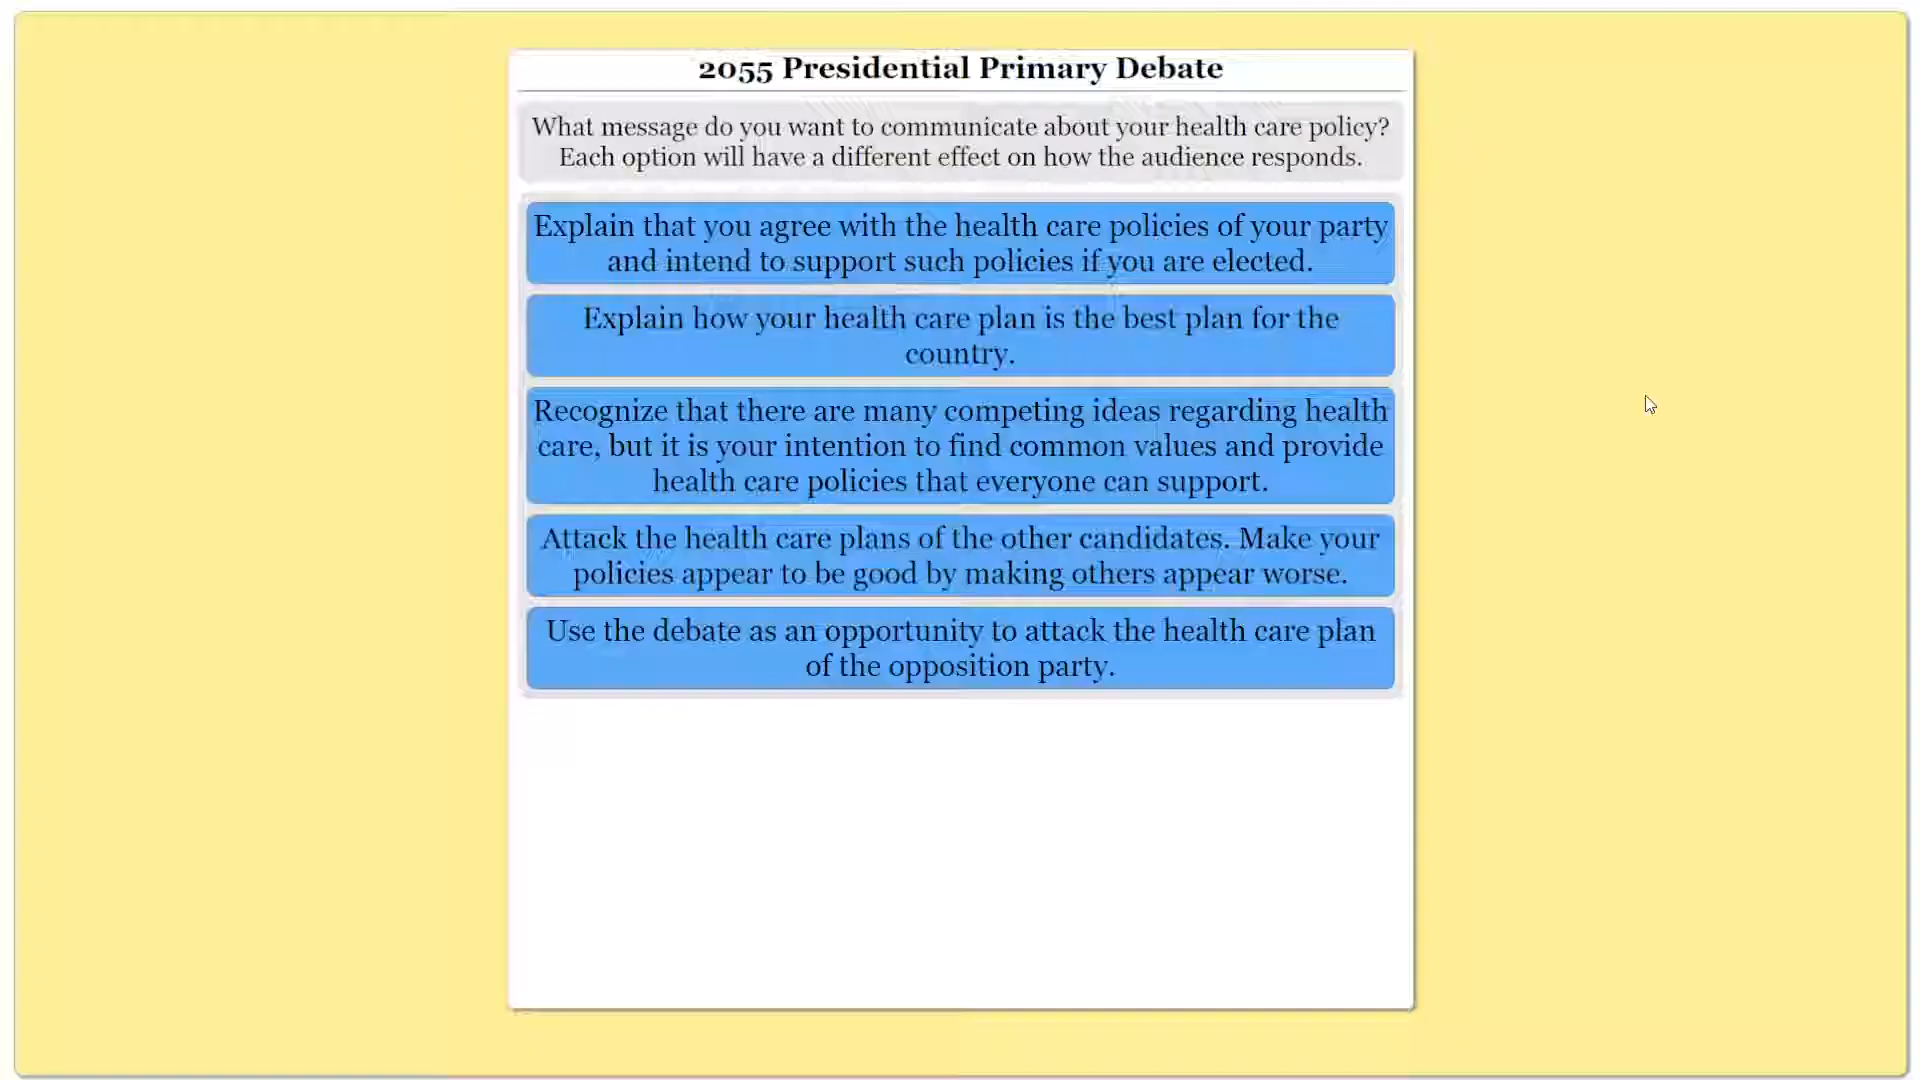 2055 Presidential Primary Debate
What message do you want to communicate about your health care policy?
Each option will have a different effect on how the audience responds.
Explain that you agree with the health care policies of your party
and intend to support such policies if you are elected.
Explain how your health care plan is the best plan for the
country.
Recognize that there are many competing ideas regarding health
care, but it is your intention to find common values and provide
health care policies that everyone can support.
Attack the health care plans of the other candidates. Make your
policies appear to be good by making others appear worse.
Use the debate as an opportunity to attack the health care plan
of the opposition party.